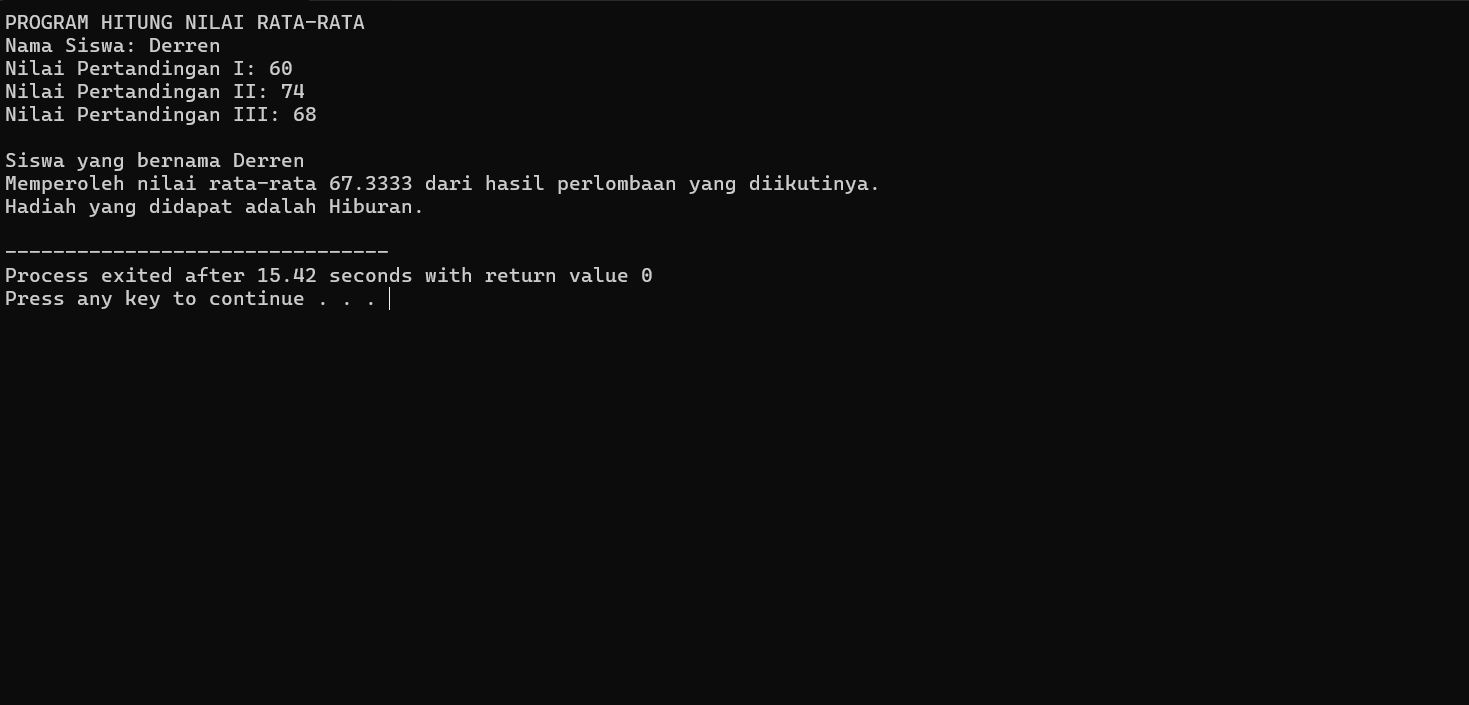 PROGRAM HITUNG NILAI RATA-RATA
Nama Siswa: Derren
Nilai Pertandingan I: 60
Nilai Pertandingan II: 74
Nilai Pertandingan III: 68
Siswa yang bernama Derren
Memperoleh nilai rata-rata 67.3333 dari hasil perlombaan yang diikutinya.
Hadiah yang didapat adalah Hiburan.
--------------------------------
Process exited after 15.42 seconds with return value 0
Press any key to continue . . .